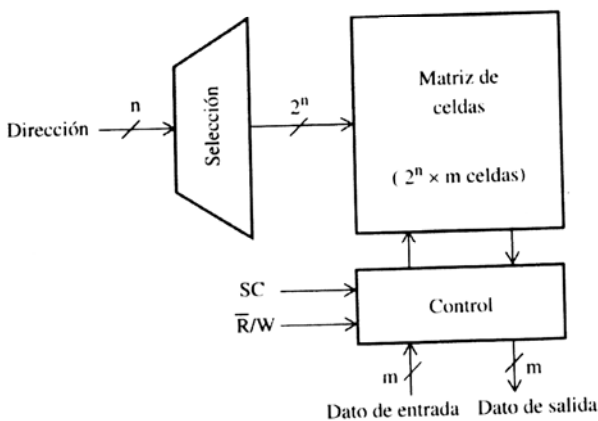 n
Dirección
Selección
2ⁿ
Matriz de
celdas
( 2ⁿ × m celdas)
SC
R̅/W
Control
m
m
Dato de entrada
Dato de salida